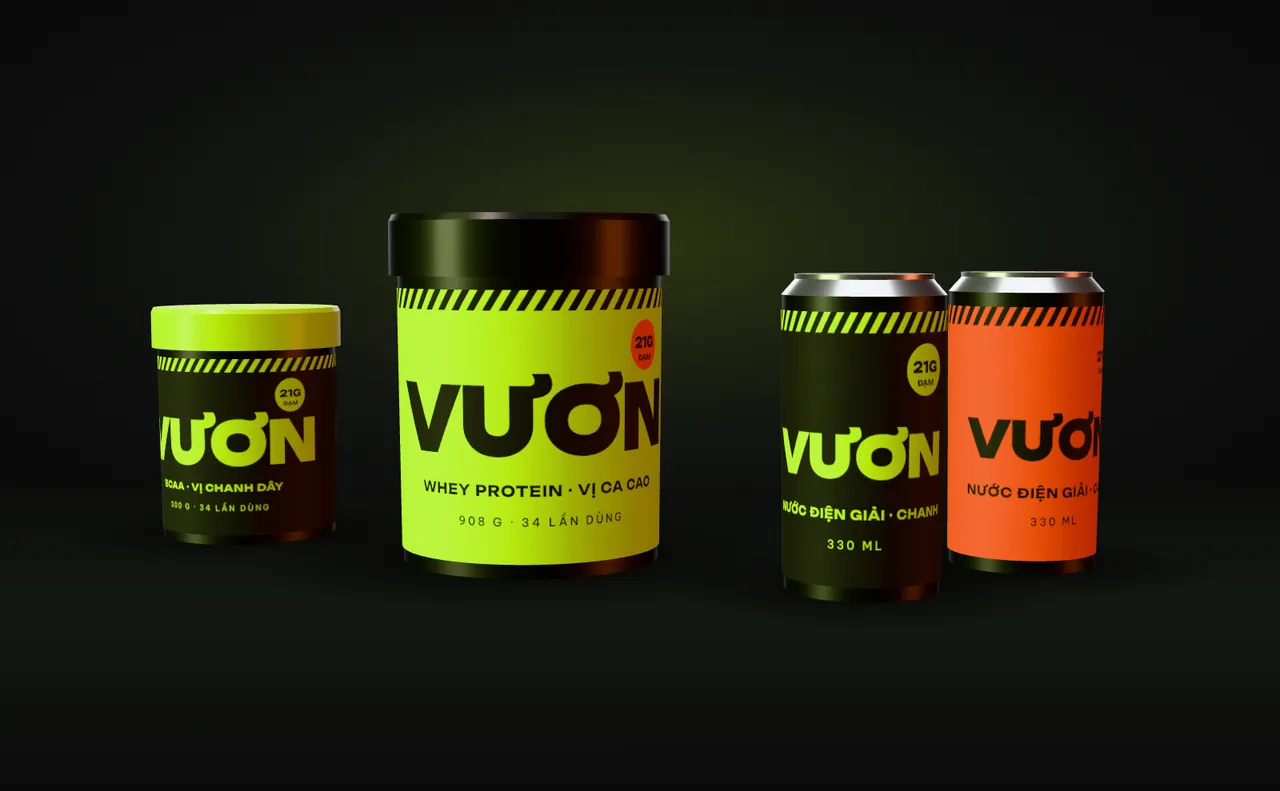 21G
ĐẠM
VƯƠN
BCAA · VỊ CHANH DÂY
300 G · 34 LẦN DÙNG
21G
ĐẠM
VƯƠN
WHEY PROTEIN · VỊ CA CAO
908 G · 34 LẦN DÙNG
21G
ĐẠM
VƯƠN
NƯỚC ĐIỆN GIẢI · CHANH
330 ML
VƯƠN
NƯỚC ĐIỆN GIẢI ·
330 ML